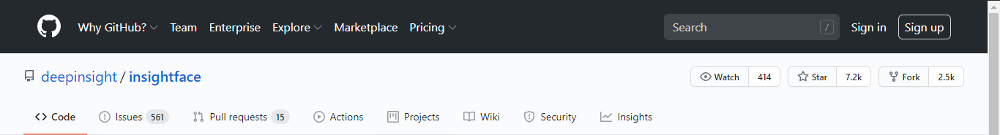 Why GitHub? Team Enterprise Explore Marketplace Pricing Search / Sign in Sign up
deepinsight / insightface Watch 414 Star 7.2k Fork 2.5k
Code Issues 561 Pull requests 15 Actions Projects Wiki Security Insights